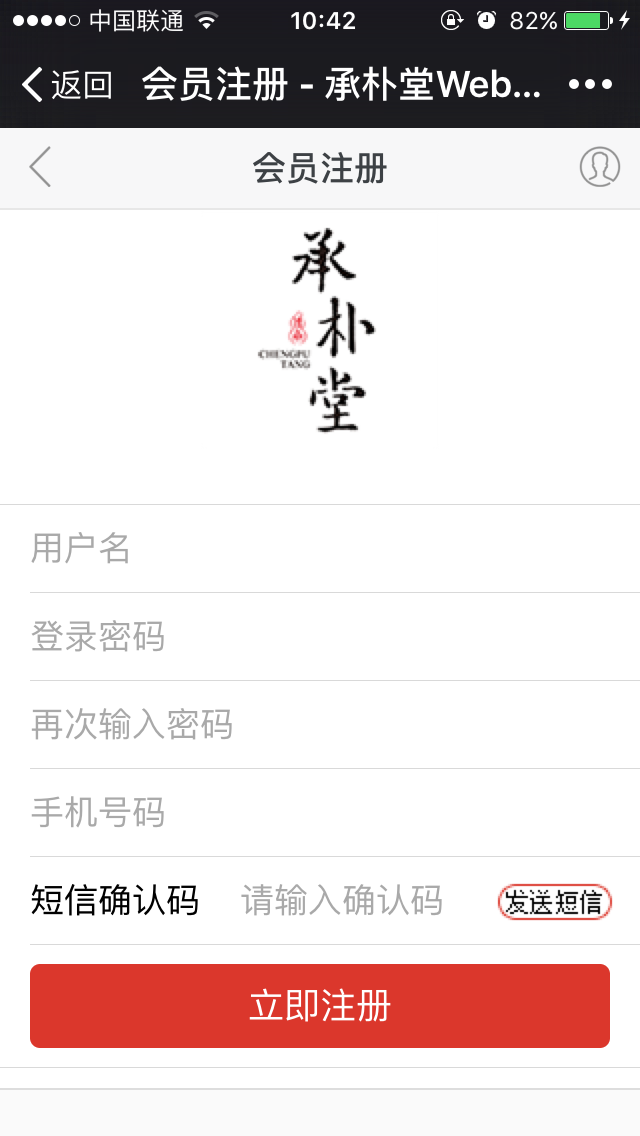 中国联通 10:42 82%
返回 会员注册 - 承朴堂Web...
会员注册
承朴堂
CHENGPU
TANG
用户名
登录密码
再次输入密码
手机号码
短信确认码 请输入确认码 发送短信
立即注册